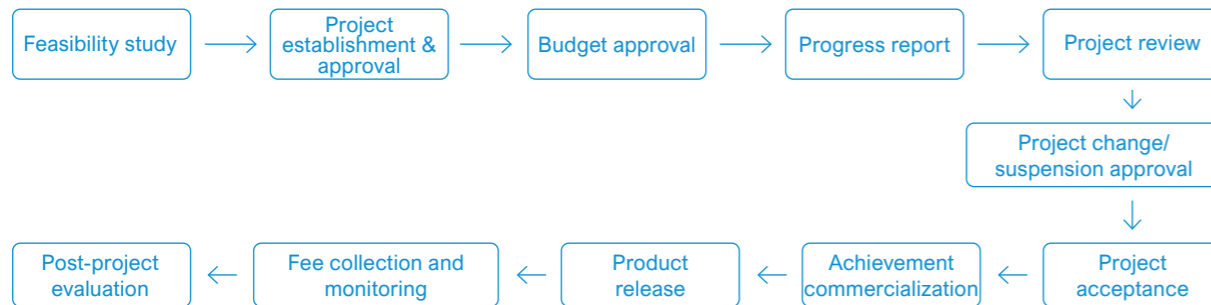 Feasibility study
Project
establishment &
approval
Budget approval
Progress report
Project review
Project change/
suspension approval
Project
acceptance
Achievement
commercialization
Product
release
Fee collection and
monitoring
Post-project
evaluation